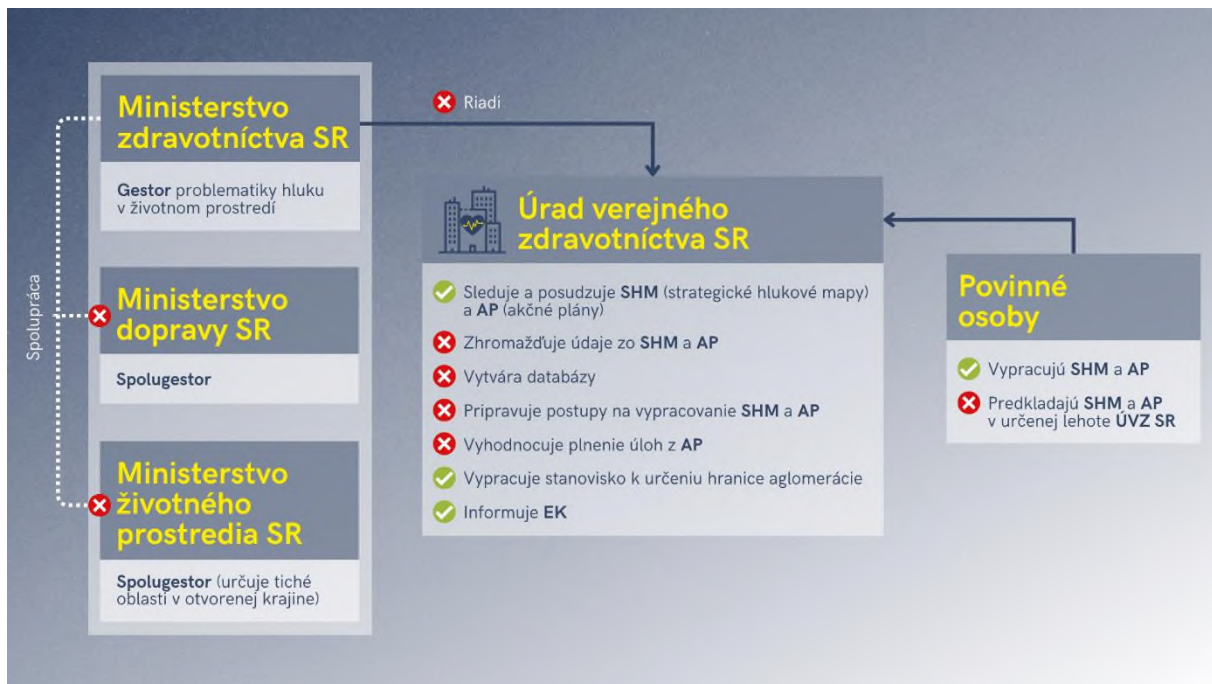 Ministerstvo
zdravotníctva SR
Gestor problematiky hluku
v životnom prostredí
Ministerstvo
dopravy SR
Spolugestor
Ministerstvo
životného
prostredia SR
Spolugestor (určuje tiché
oblasti v otvorenej krajine)
Spolupráca
Riadi
Úrad verejného
zdravotníctva SR
Sleduje a posudzuje SHM (strategické hlukové mapy)
a AP (akčné plány)
Zhromažďuje údaje zo SHM a AP
Vytvára databázy
Pripravuje postupy na vypracovanie SHM a AP
Vyhodnocuje plnenie úloh z AP
Vypracuje stanovisko k určeniu hranice aglomerácie
Informuje EK
Povinné
osoby
Vypracujú SHM a AP
Predkladajú SHM a AP
v určenej lehote ÚVZ SR